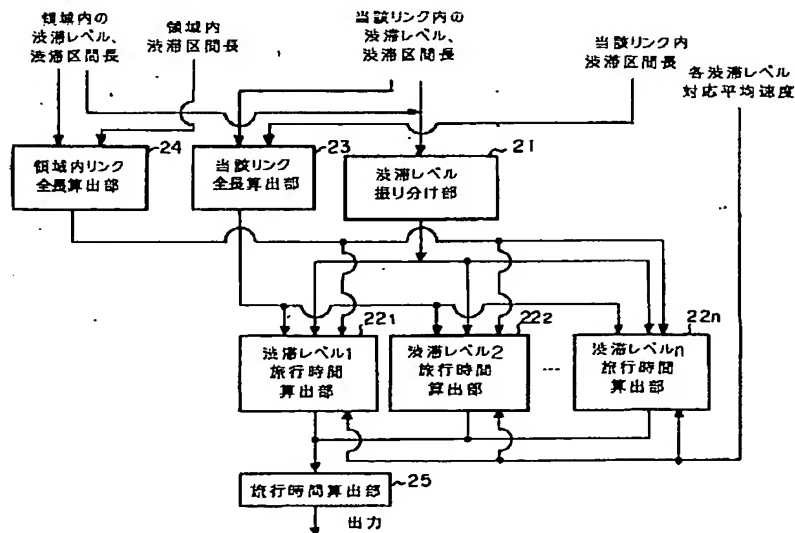 領域内の
渋滞レベル、
渋滞区間長
領域内
渋滞区間長
当該リンク内の
渋滞レベル、
渋滞区間長
当該リンク内
渋滞区間長
各渋滞レベル
対応平均速度
24
領域内リンク
全長算出部
23
当該リンク
全長算出部
21
渋滞レベル
振り分け部
221
渋滞レベル1
旅行時間
算出部
222
渋滞レベル2
旅行時間
算出部
...
22n
渋滞レベルn
旅行時間
算出部
25
旅行時間算出部
出力